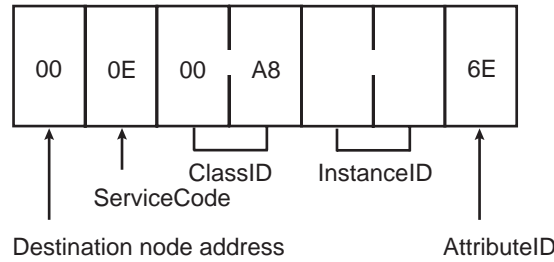 00 0E 00 A8 6E
ClassID InstanceID
ServiceCode
Destination node address AttributeID